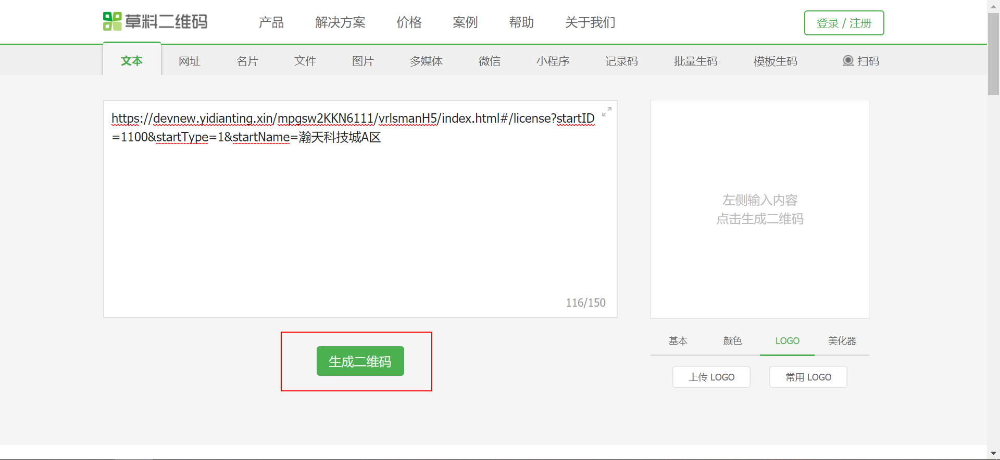 草料二维码 产品 解决方案 价格 案例 帮助 关于我们 登录 / 注册
文本 网址 名片 文件 图片 多媒体 微信 小程序 记录码 批量生码 模板生码 扫码
https://devnew.yidianting.xin/mpgsw2KKN6111/vrlsmanH5/index.html#/license?startID
=1100&startType=1&startName=瀚天科技城A区
116/150
生成二维码
左侧输入内容
点击生成二维码
基本 颜色 LOGO 美化器
上传 LOGO 常用 LOGO